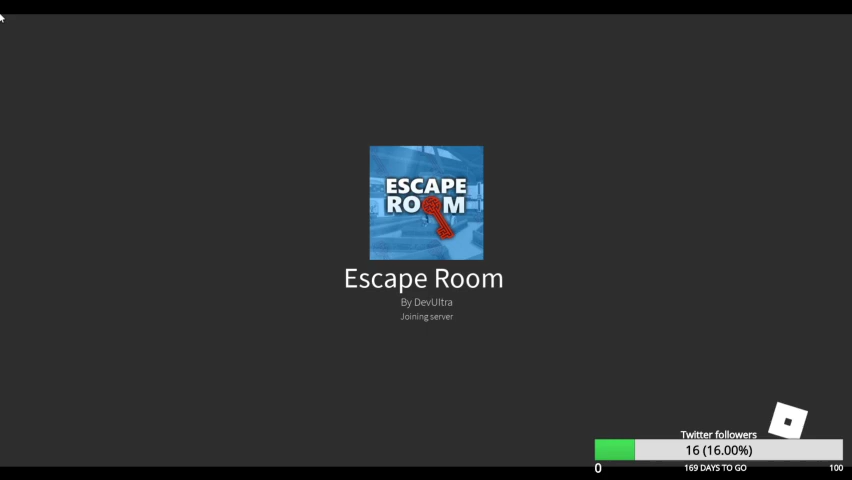 ESCAPE
ROOM
Escape Room
By DevUltra
Joining server
Twitter followers
16 (16.00%)
0 169 DAYS TO GO 100